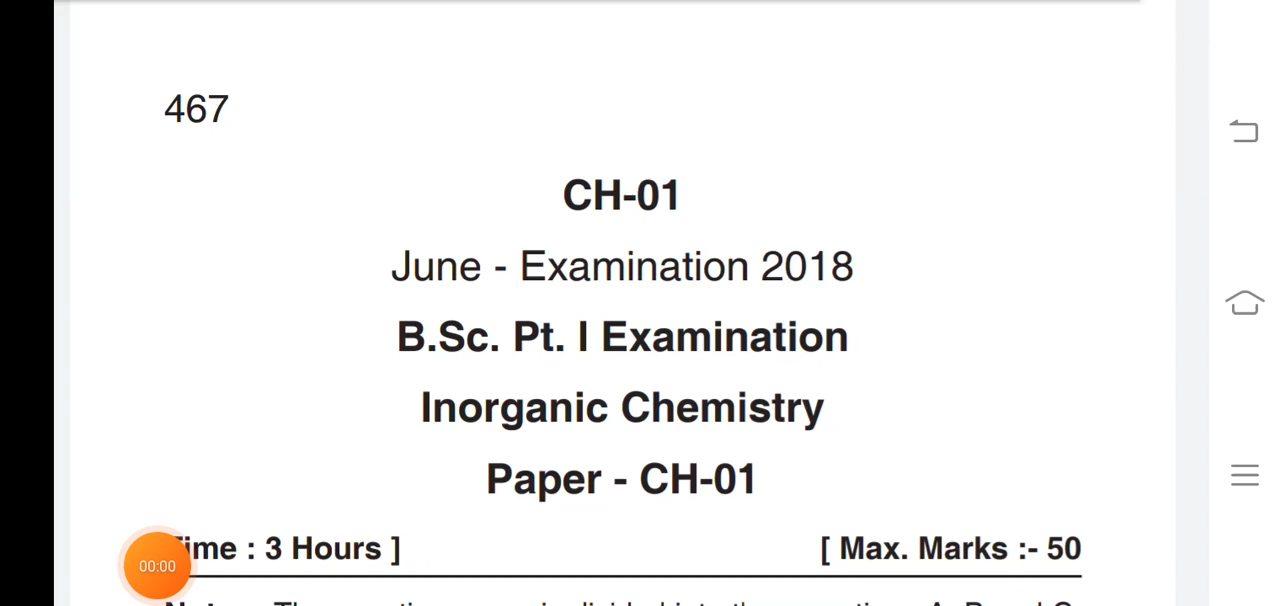 467
CH-01
June - Examination 2018
B.Sc. Pt. I Examination
Inorganic Chemistry
Paper - CH-01
Time : 3 Hours ] [ Max. Marks :- 50
00:00